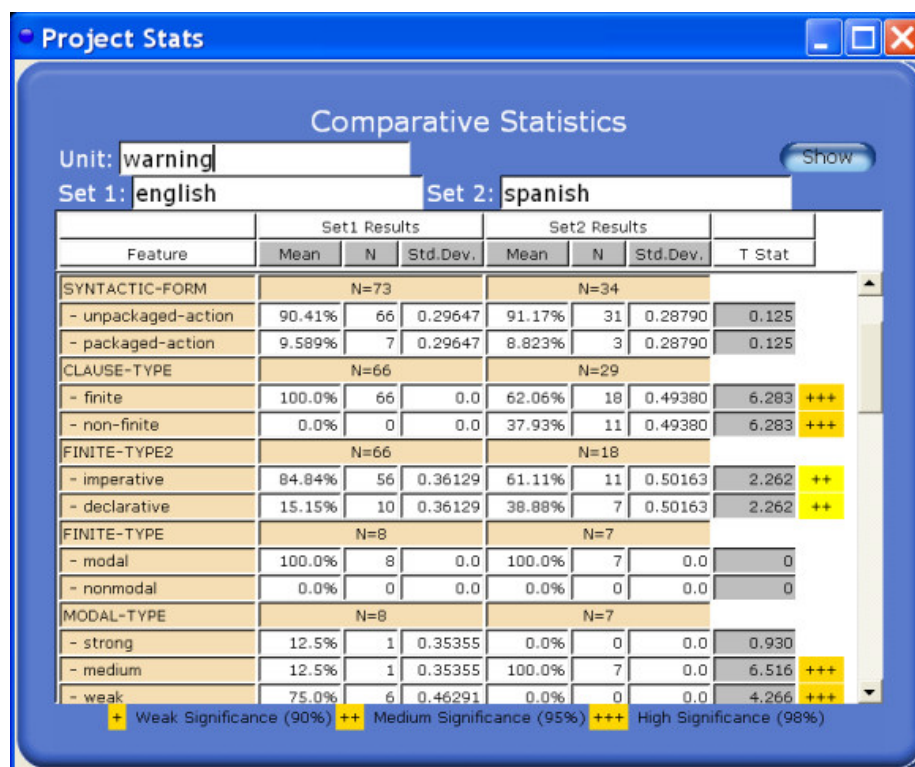 Project Stats
Comparative Statistics
Unit: warning
Show
Set 1: english Set 2: spanish
Set1 Results Set2 Results
Feature Mean N Std.Dev. Mean N Std.Dev. T Stat
SYNTACTIC-FORM N=73 N=34
- unpackaged-action 90.41% 66 0.29647 91.17% 31 0.28790 0.125
- packaged-action 9.589% 7 0.29647 8.823% 3 0.28790 0.125
CLAUSE-TYPE N=66 N=29
- finite 100.0% 66 0.0 62.06% 18 0.49380 6.283 +++
- non-finite 0.0% 0 0.0 37.93% 11 0.49380 6.283 +++
FINITE-TYPE2 N=66 N=18
- imperative 84.84% 56 0.36129 61.11% 11 0.50163 2.262 ++
- declarative 15.15% 10 0.36129 38.88% 7 0.50163 2.262 ++
FINITE-TYPE N=8 N=7
- modal 100.0% 8 0.0 100.0% 7 0.0 0
- nonmodal 0.0% 0 0.0 0.0% 0 0.0 0
MODAL-TYPE N=8 N=7
- strong 12.5% 1 0.35355 0.0% 0 0.0 0.930
- medium 12.5% 1 0.35355 100.0% 7 0.0 6.516 +++
- weak 75.0% 6 0.46291 0.0% 0 0.0 4.266 +++
+ Weak Significance (90%) ++ Medium Significance (95%) +++ High Significance (98%)